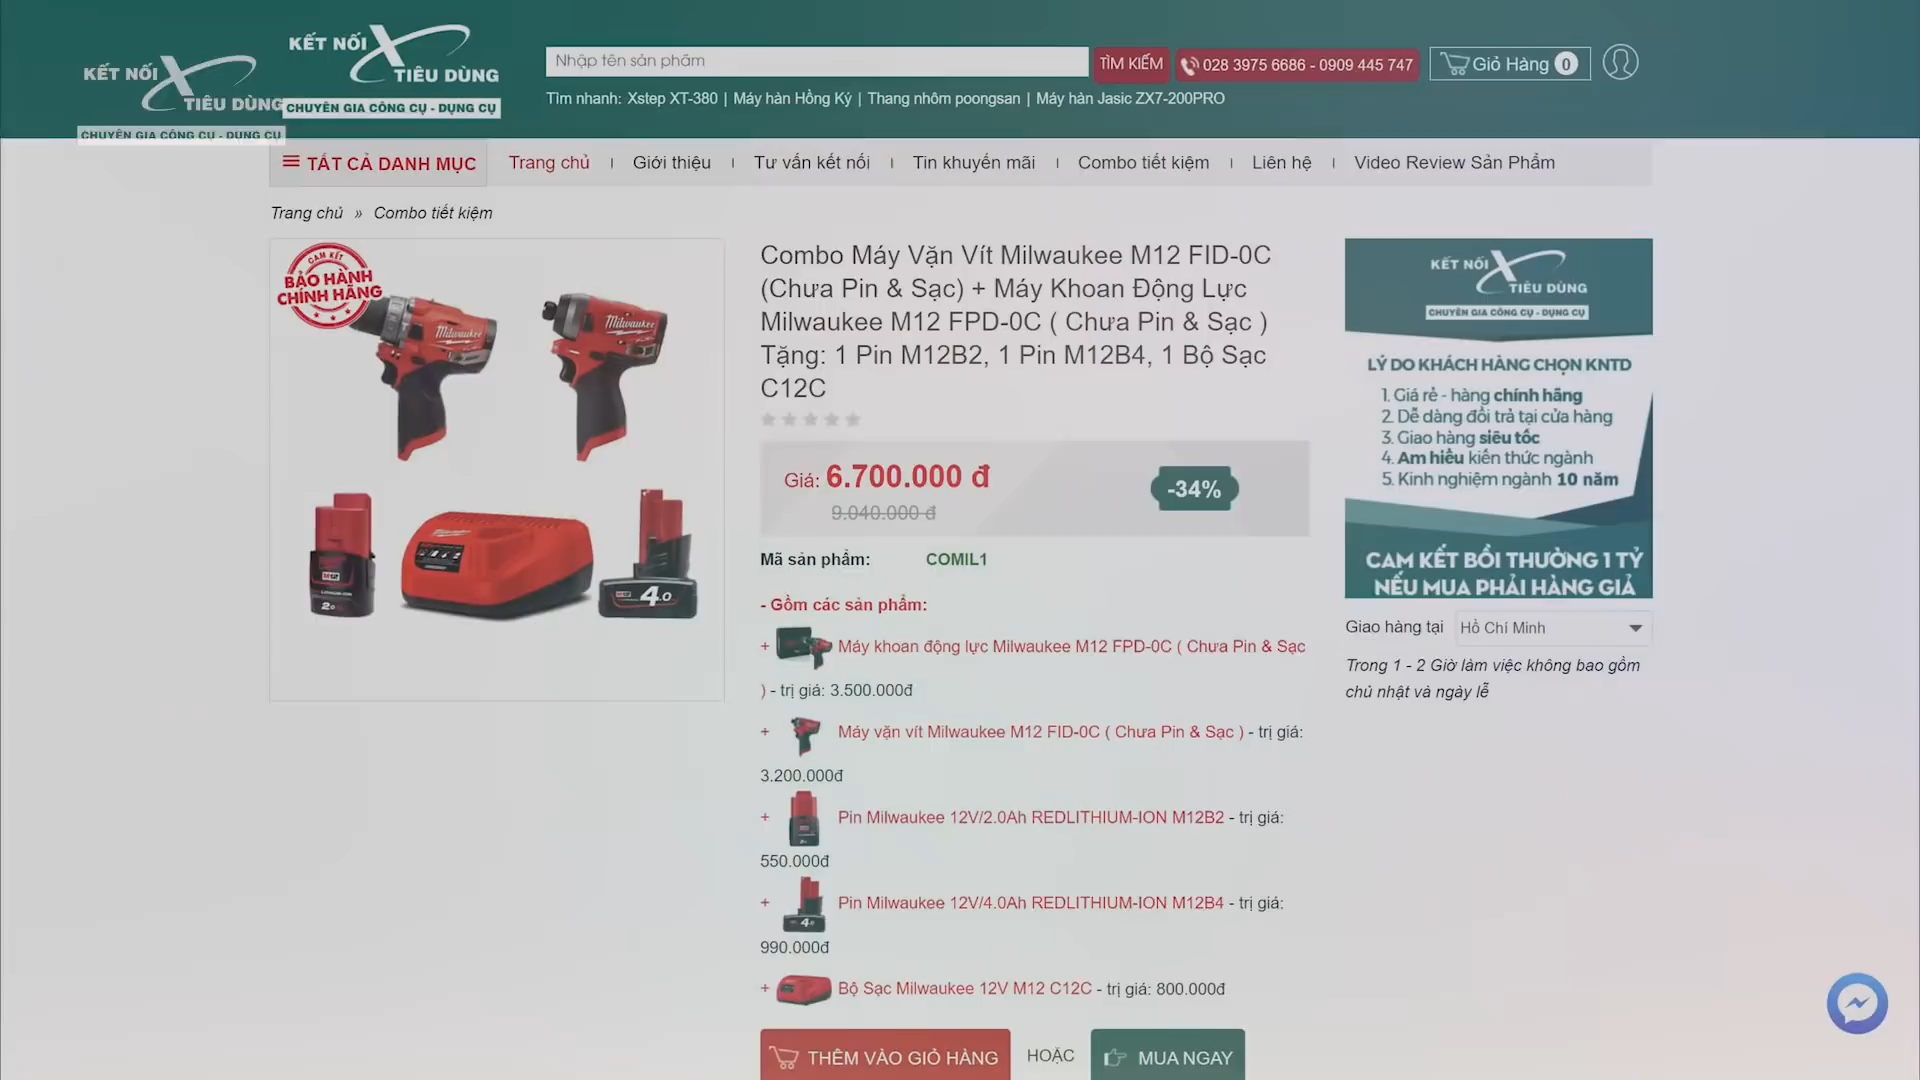 KẾT NỐI
TIÊU DÙNG
CHUYÊN GIA CÔNG CỤ - DỤNG CỤ
KẾT NỐI
TIÊU DÙNG
CHUYÊN GIA CÔNG CỤ - DỤNG CỤ
Nhập tên sản phẩm
TÌM KIẾM
028 3975 6686 - 0909 445 747
Giỏ Hàng 0
Tìm nhanh: Xstep XT-380 | Máy hàn Hồng Ký | Thang nhôm poongsan | Máy hàn Jasic ZX7-200PRO
TẤT CẢ DANH MỤC
Trang chủ
Giới thiệu
Tư vấn kết nối
Tin khuyến mãi
Combo tiết kiệm
Liên hệ
Video Review Sản Phẩm
Trang chủ » Combo tiết kiệm
CAM KẾT
BẢO HÀNH
CHÍNH HÃNG
Milwaukee
Milwaukee
M12
LITHIUM-ION
2.0
M12
4.0
Combo Máy Vặn Vít Milwaukee M12 FID-0C
(Chưa Pin & Sạc) + Máy Khoan Động Lực
Milwaukee M12 FPD-0C ( Chưa Pin & Sạc )
Tặng: 1 Pin M12B2, 1 Pin M12B4, 1 Bộ Sạc
C12C
Giá: 6.700.000 đ
9.040.000 đ
-34%
Mã sản phẩm: COMIL1
- Gồm các sản phẩm:
+ Máy khoan động lực Milwaukee M12 FPD-0C ( Chưa Pin & Sạc
) - trị giá: 3.500.000đ
+ Máy vặn vít Milwaukee M12 FID-0C ( Chưa Pin & Sạc ) - trị giá:
3.200.000đ
+ Pin Milwaukee 12V/2.0Ah REDLITHIUM-ION M12B2 - trị giá:
550.000đ
+ Pin Milwaukee 12V/4.0Ah REDLITHIUM-ION M12B4 - trị giá:
990.000đ
+ Bộ Sạc Milwaukee 12V M12 C12C - trị giá: 800.000đ
THÊM VÀO GIỎ HÀNG
HOẶC
MUA NGAY
KẾT NỐI
TIÊU DÙNG
CHUYÊN GIA CÔNG CỤ - DỤNG CỤ
LÝ DO KHÁCH HÀNG CHỌN KNTD
1. Giá rẻ - hàng chính hãng
2. Dễ dàng đổi trả tại cửa hàng
3. Giao hàng siêu tốc
4. Am hiểu kiến thức ngành
5. Kinh nghiệm ngành 10 năm
CAM KẾT BỒI THƯỜNG 1 TỶ
NẾU MUA PHẢI HÀNG GIẢ
Giao hàng tại Hồ Chí Minh
Trong 1 - 2 Giờ làm việc không bao gồm
chủ nhật và ngày lễ